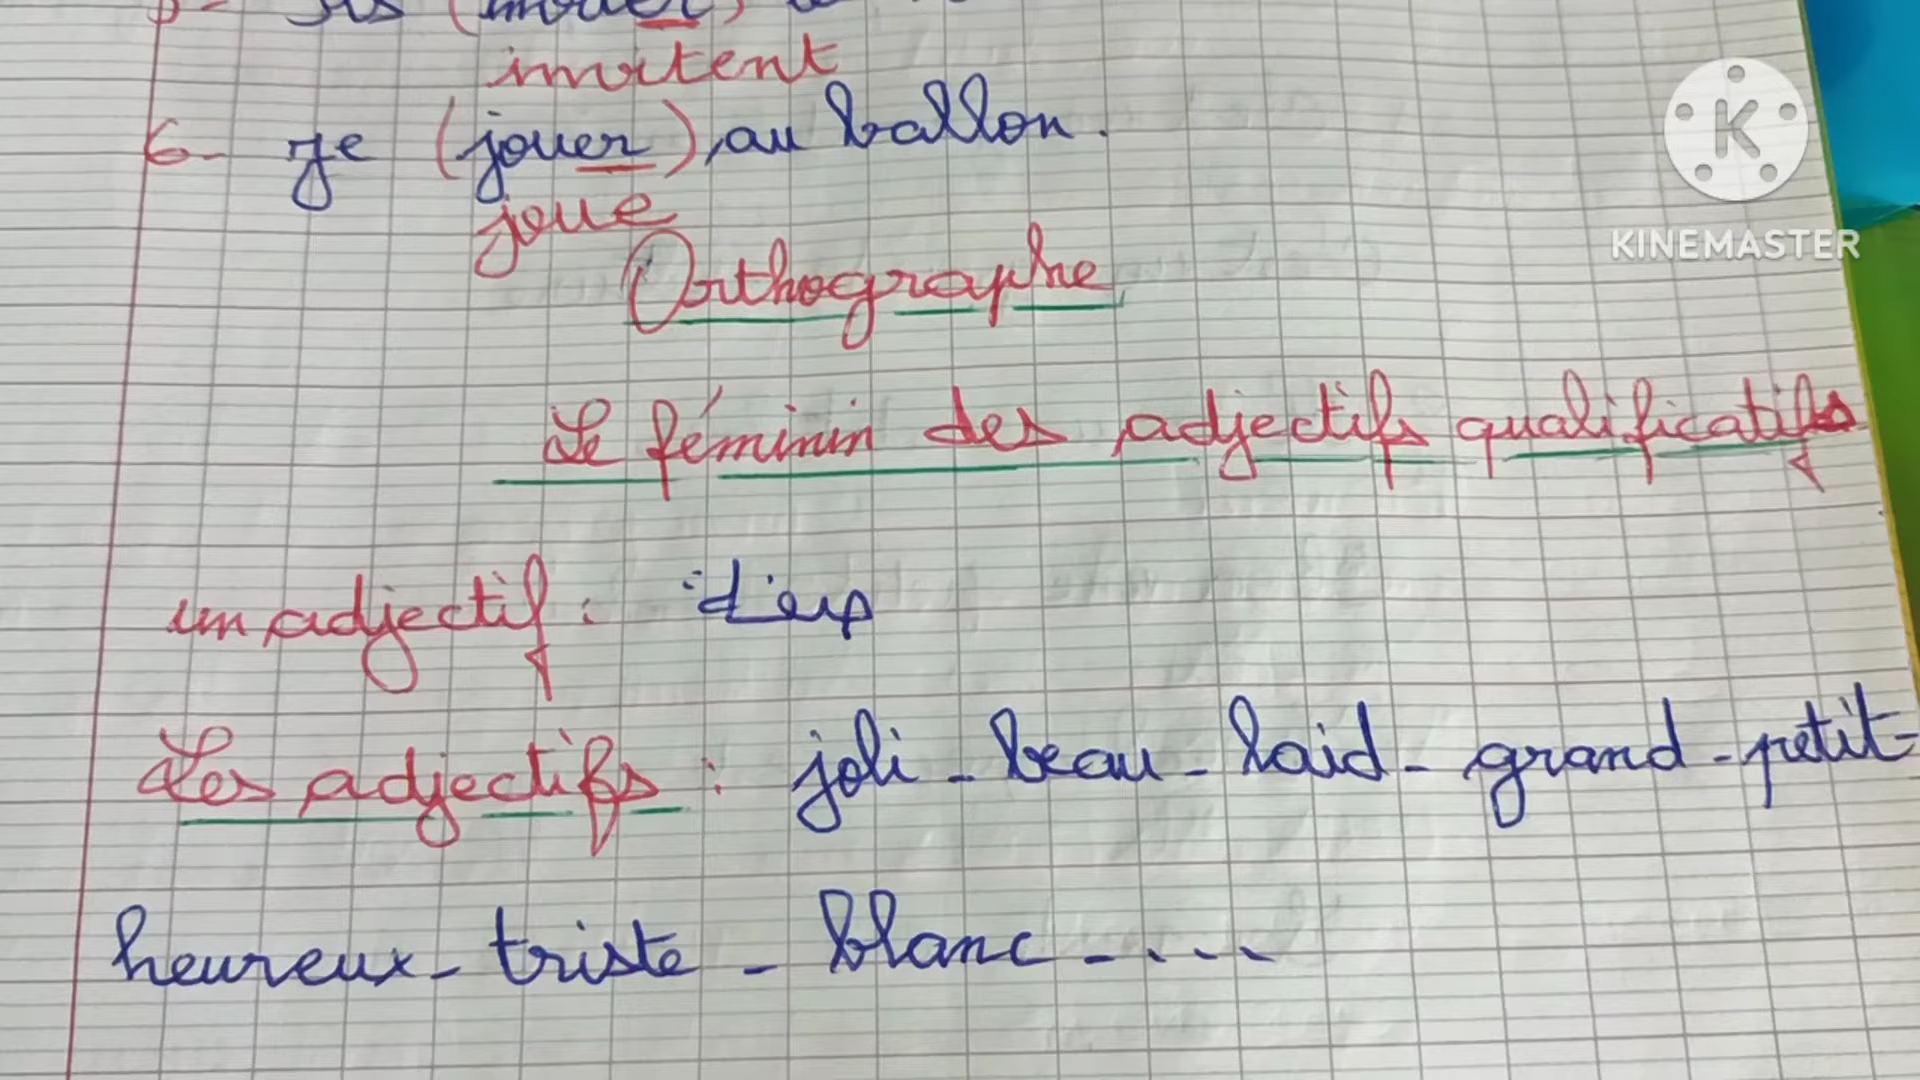 (inviter)
invitent
6- Je (jouer) au ballon.
joue
Orthographe
Le féminin des adjectifs qualificatifs
un adjectif :
Les adjectifs : joli - beau - laid - grand - petit -
heureux - triste - blanc - ....
K
KINEMASTER